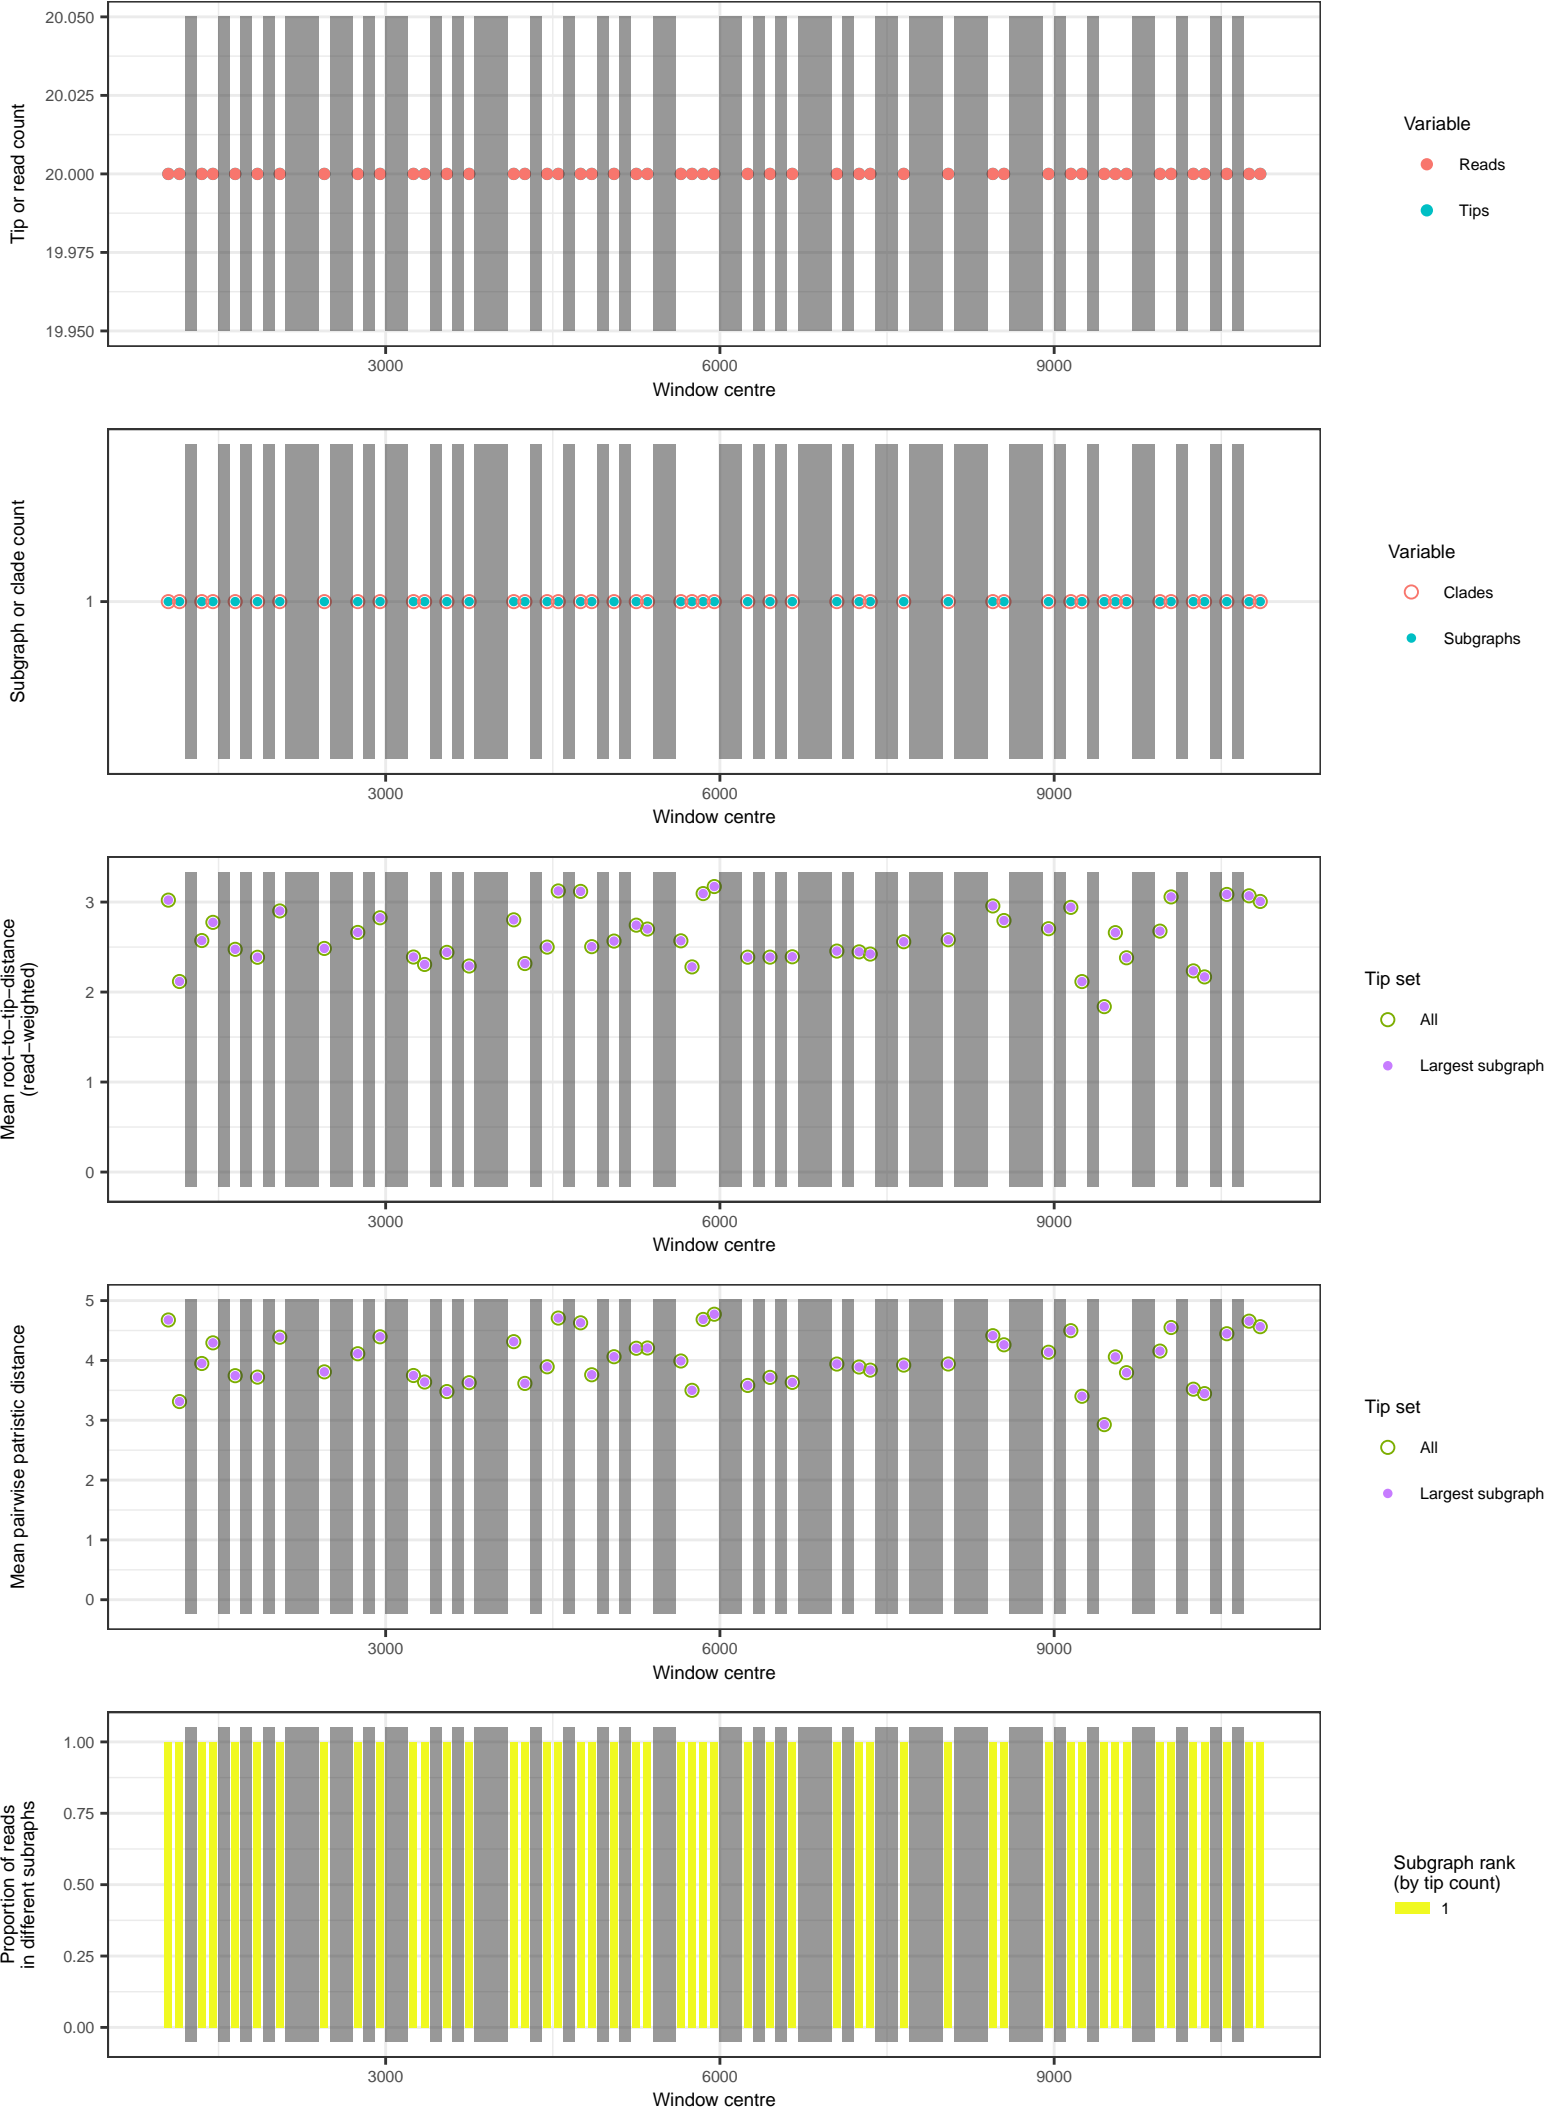 20.050
20.025
20.000
19.975
19.950
Tip or read count
3000
6000
9000
Window centre
Variable
Reads
Tips
1
Subgraph or clade count
3000
6000
9000
Window centre
Variable
Clades
Subgraphs
3
2
1
0
Mean root−to−tip−distance
(read−weighted)
3000
6000
9000
Window centre
Tip set
All
Largest subgraph
5
4
3
2
1
0
Mean pairwise patristic distance
3000
6000
9000
Window centre
Tip set
All
Largest subgraph
1.00
0.75
0.50
0.25
0.00
Proportion of reads
in different subraphs
3000
6000
9000
Window centre
Subgraph rank
(by tip count)
1